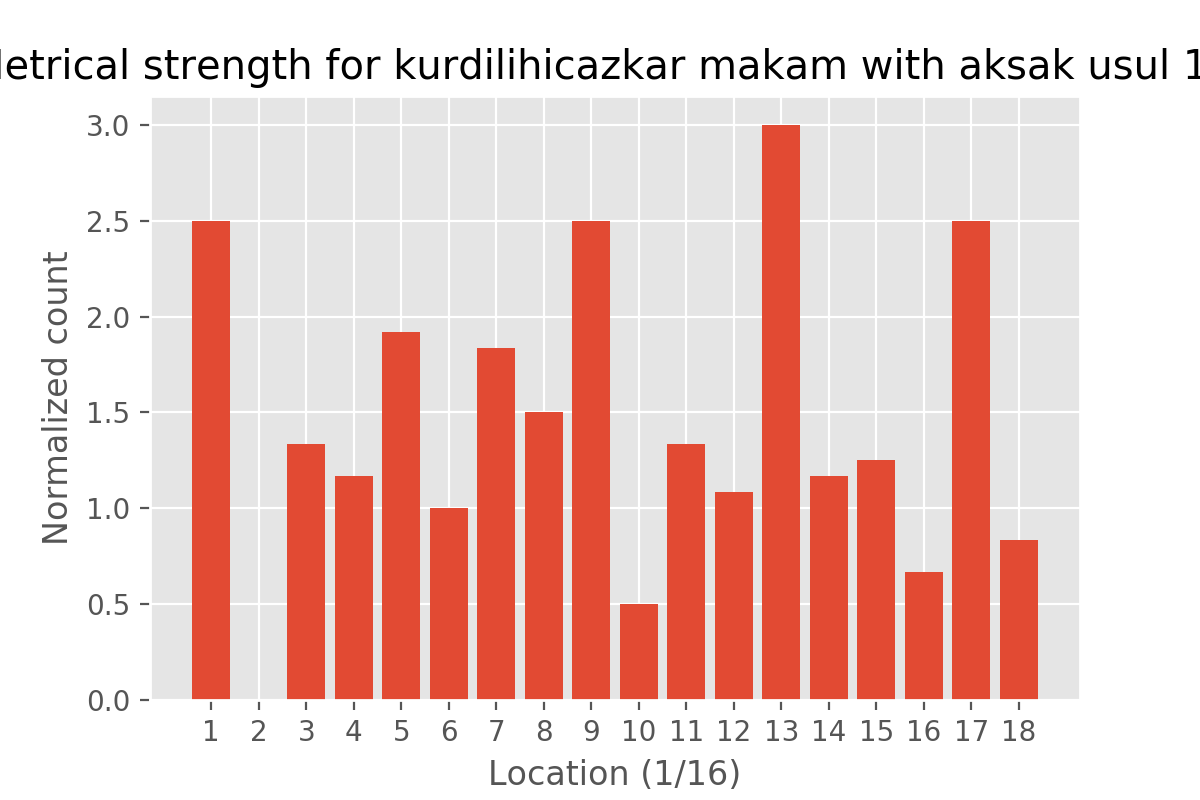 etrical strength for kurdilihicazkar makam with aksak usul 1
3.0
2.5
2.0
1.5
1.0
0.5
0.0
Normalized count
1 2 3 4 5 6 7 8 9 10 11 12 13 14 15 16 17 18
Location (1/16)